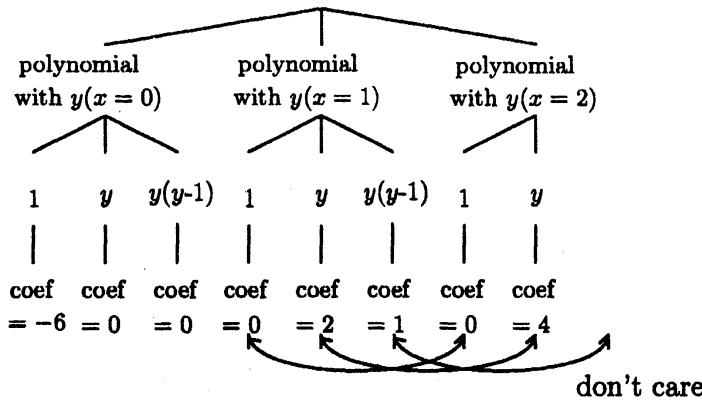 polynomial polynomial polynomial
with y(x = 0) with y(x = 1) with y(x = 2)
1 y y(y-1) 1 y y(y-1) 1 y
coef coef coef coef coef coef coef coef
= −6 = 0 = 0 = 0 = 2 = 1 = 0 = 4
don't care